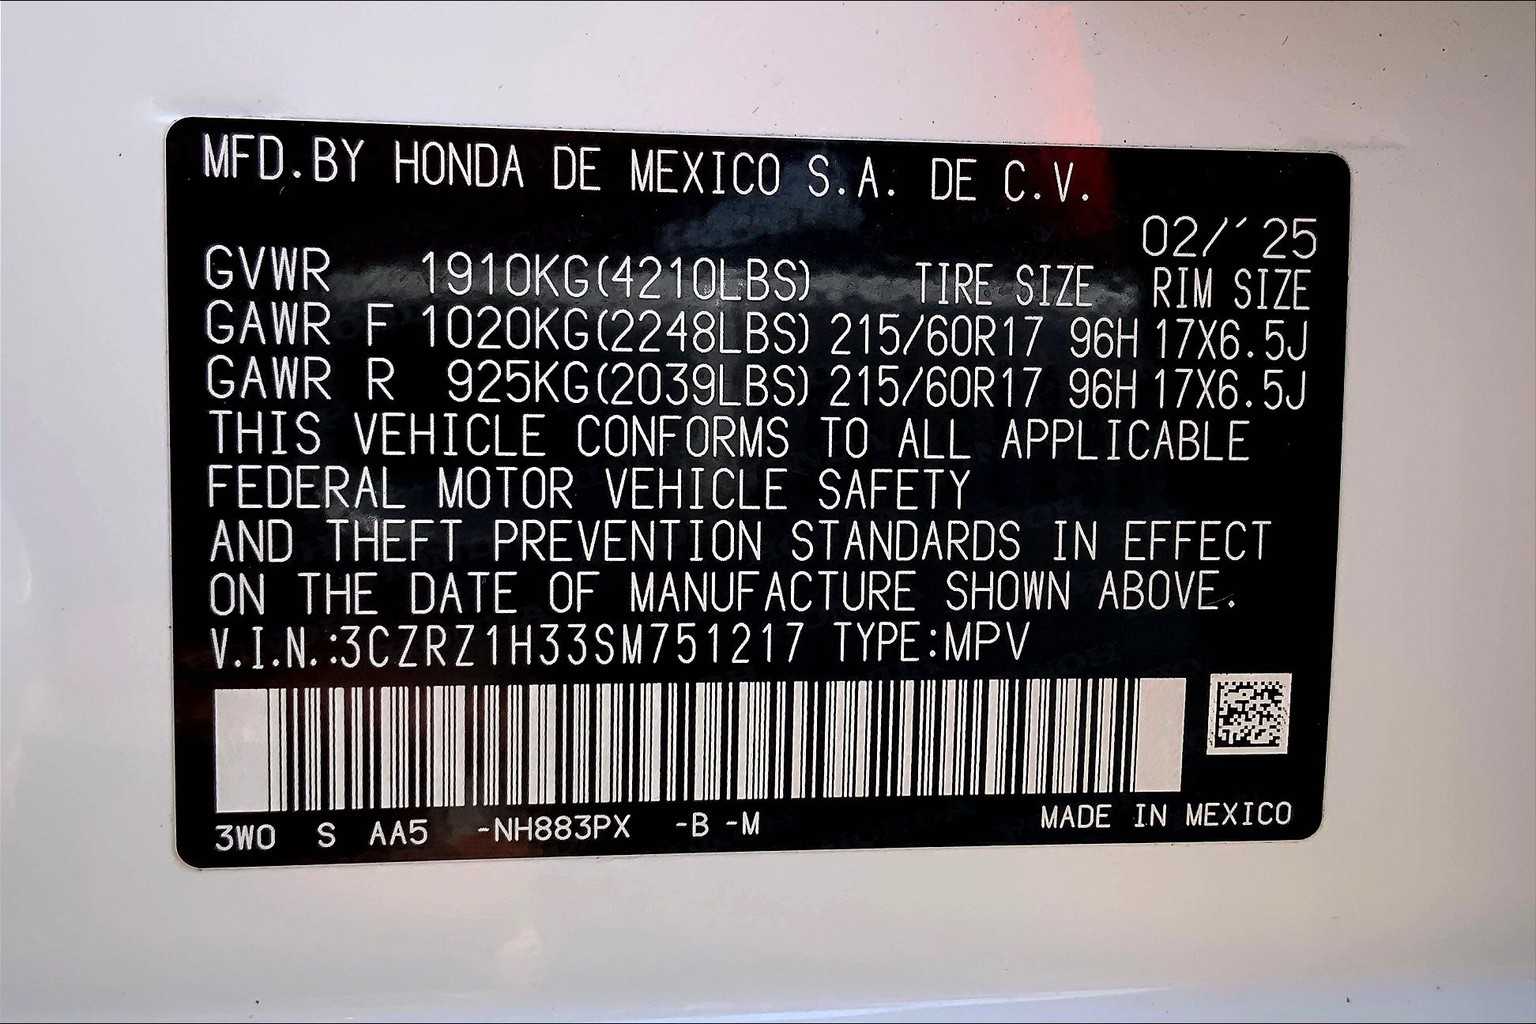 MFD.BY HONDA DE MEXICO S.A. DE C.V.
02/´25
GVWR 1910KG(4210LBS) TIRE SIZE RIM SIZE
GAWR F 1020KG(2248LBS) 215/60R17 96H 17X6.5J
GAWR R 925KG(2039LBS) 215/60R17 96H 17X6.5J
THIS VEHICLE CONFORMS TO ALL APPLICABLE
FEDERAL MOTOR VEHICLE SAFETY
AND THEFT PREVENTION STANDARDS IN EFFECT
ON THE DATE OF MANUFACTURE SHOWN ABOVE.
V.I.N.:3CZRZ1H33SM751217 TYPE:MPV
3W0 S AA5 -NH883PX -B -M MADE IN MEXICO